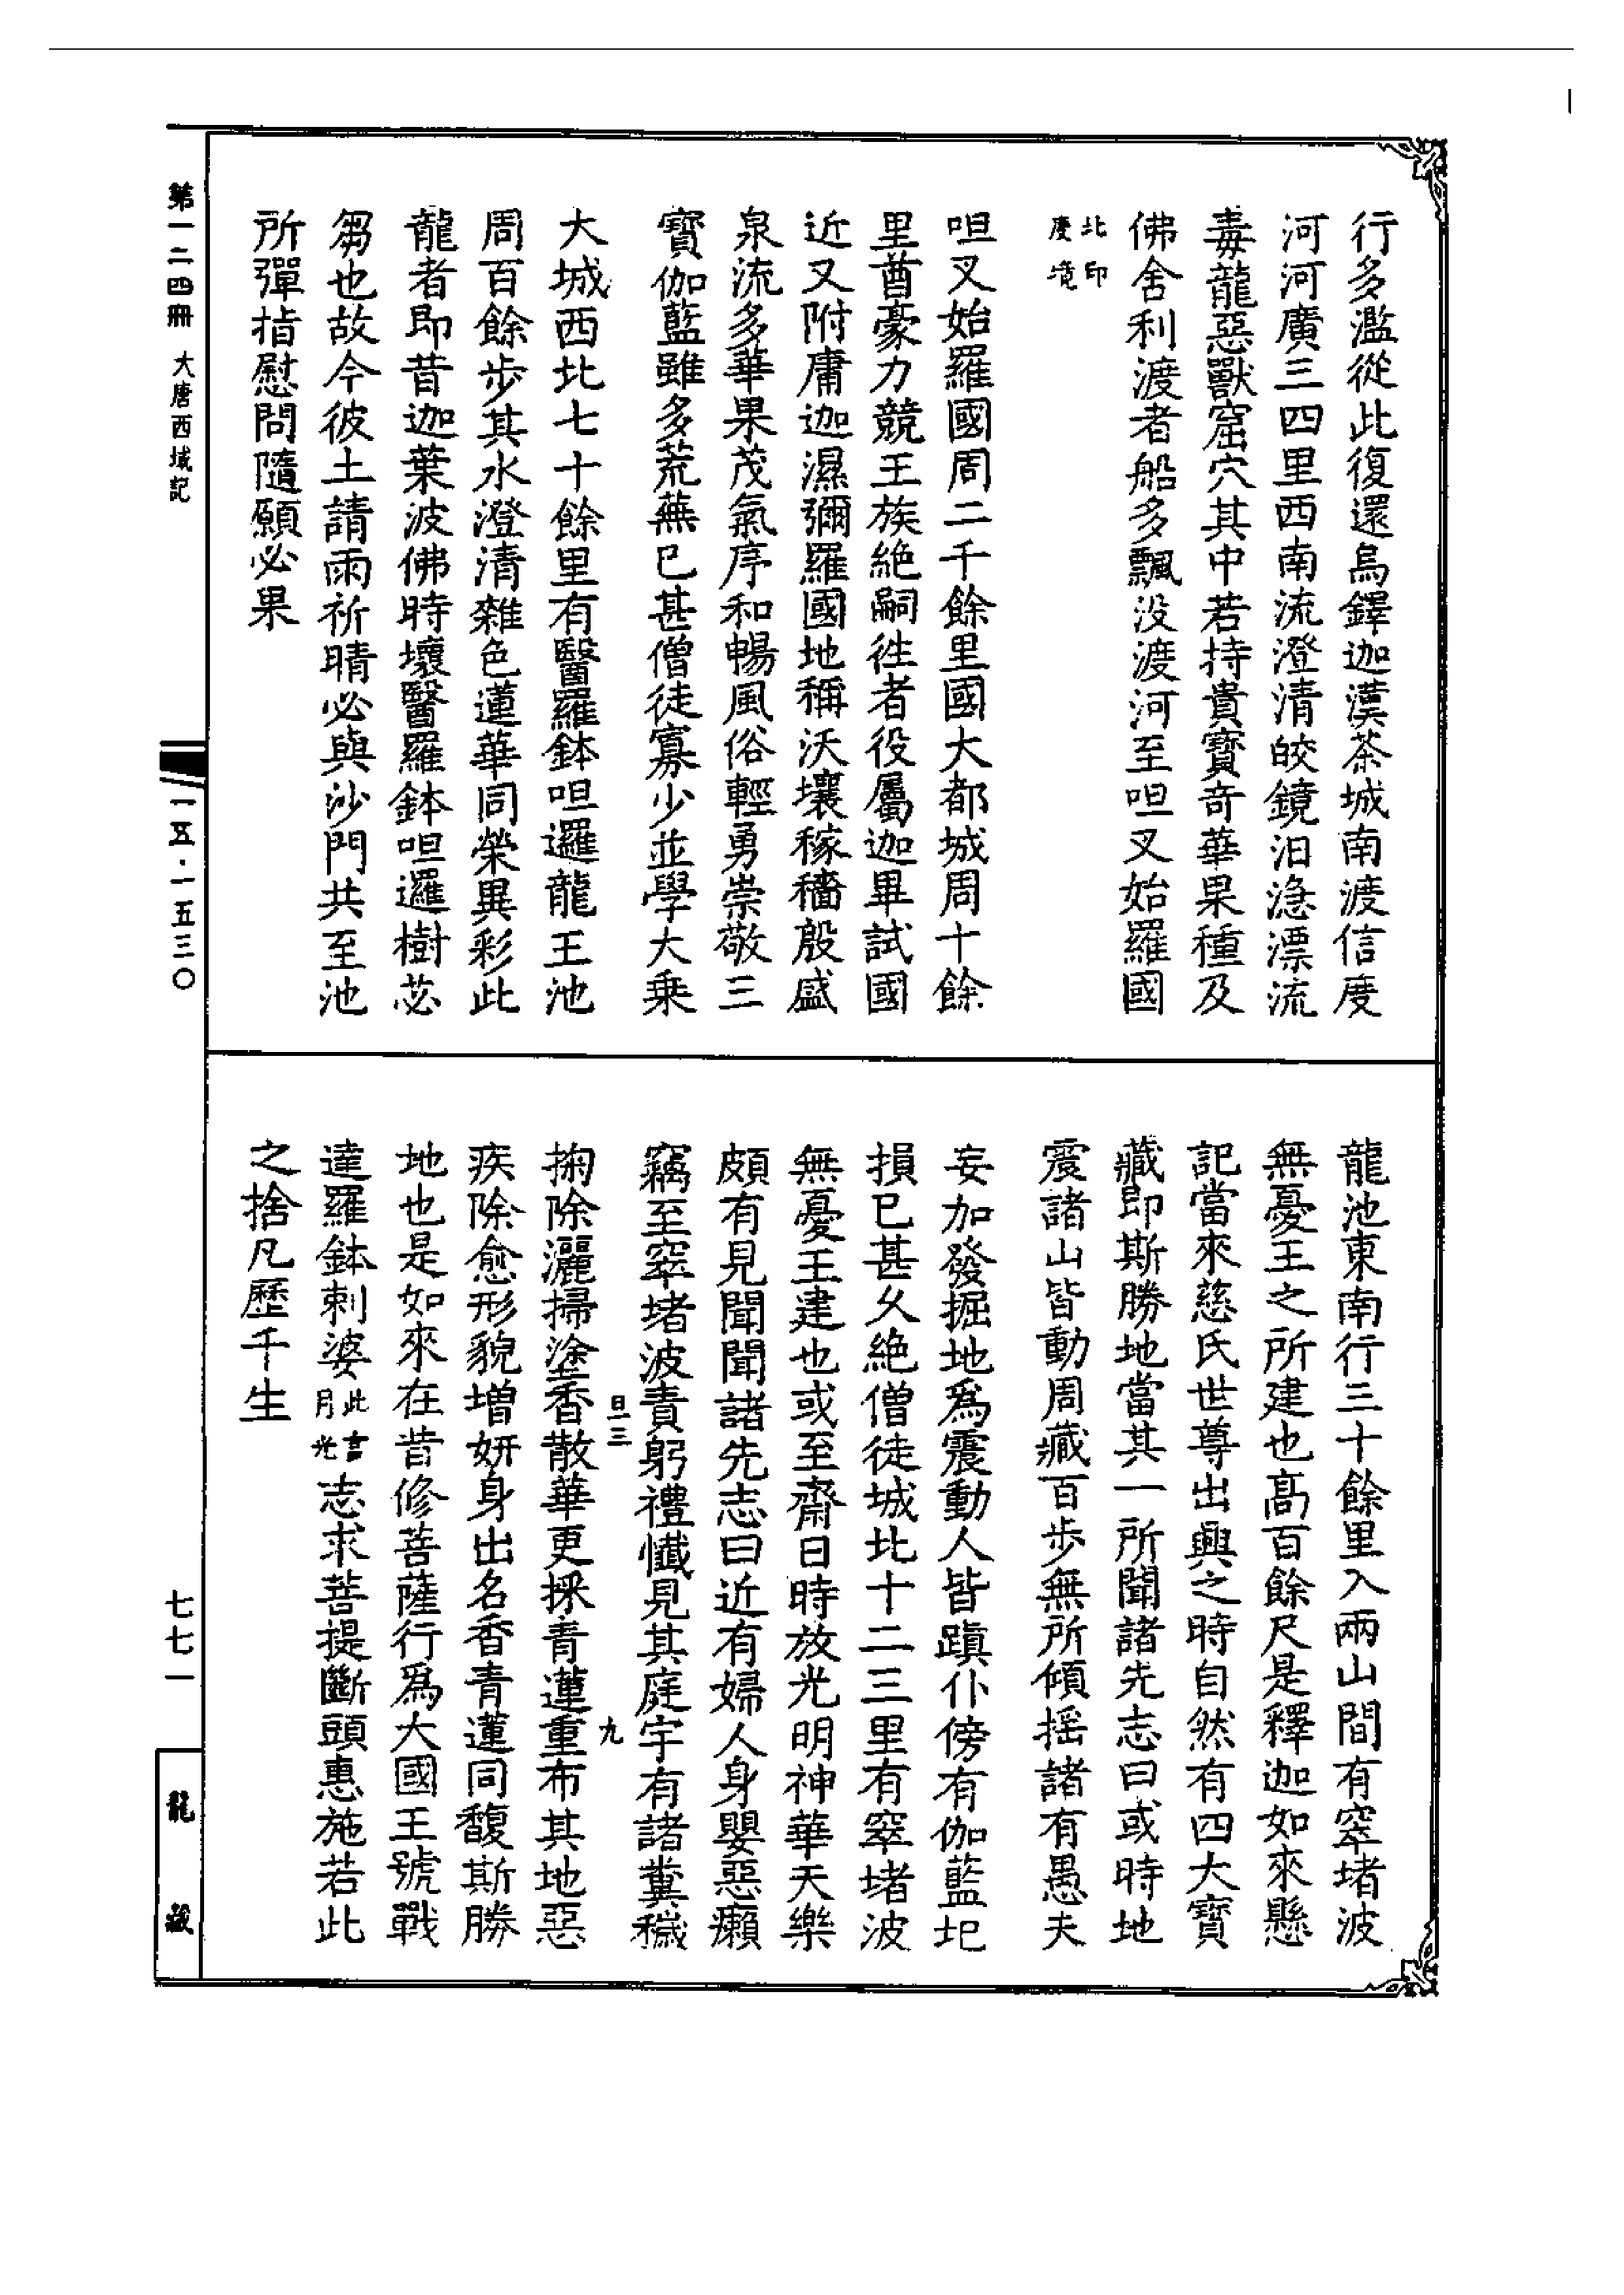 行多濫從此復還烏鐸迦漢荼城南渡信度
河河廣三四里西南流澄清皎鏡汨㴔漂流
毒龍惡獸窟穴其中若持貴寶奇華果種及
佛舍利渡者船多飄没渡河至呾叉始羅國
北印
度境
呾叉始羅國周二千餘里國大都城周十餘
里酋豪力競王族絶嗣徃者役屬迦畢試國
近又附庸迦濕彌羅國地稱沃壤稼穡殷盛
泉流多華果茂氣序和暢風俗輕勇崇敬三
寶伽藍雖多荒蕪已甚僧徒寡少並學大乗
大城西北七十餘里有醫羅鉢呾邏龍王池
周百餘步其水澄清雜色蓮華同榮異彩此
龍者即昔迦葉波佛時壞醫羅鉢呾邏樹苾
芻也故今彼土請雨祈晴必與沙門共至池
所彈指慰問隨願必果
龍池東南行三十餘里入兩山間有窣堵波
無憂王之所建也髙百餘尺是釋迦如來懸
記當來慈氏世尊出興之時自然有四大寶
藏即斯勝地當其一所聞諸先志曰或時地
震諸山皆動周藏百步無所傾揺諸有愚夫
妄加發掘地爲震動人皆蹎仆傍有伽藍圮
損已甚乆絶僧徒城北十二三里有窣堵波
無憂王建也或至齋日時放光明神華天樂
頗有見聞聞諸先志曰近有婦人身嬰惡癩
竊至窣堵波責躬禮懺見其庭宇有諸糞穢
掬除灑掃塗香散華更採青蓮重布其地惡
疾除愈形貌增妍身出名香青蓮同馥斯勝
地也是如來在昔修菩薩行爲大國王號戰
達羅鉢剌婆此言月光志求菩提斷頭惠施若此
之捨凡歷千生
旦三
九
第一二四冊 大唐西域記
一五·一五三〇
七七一
龍藏